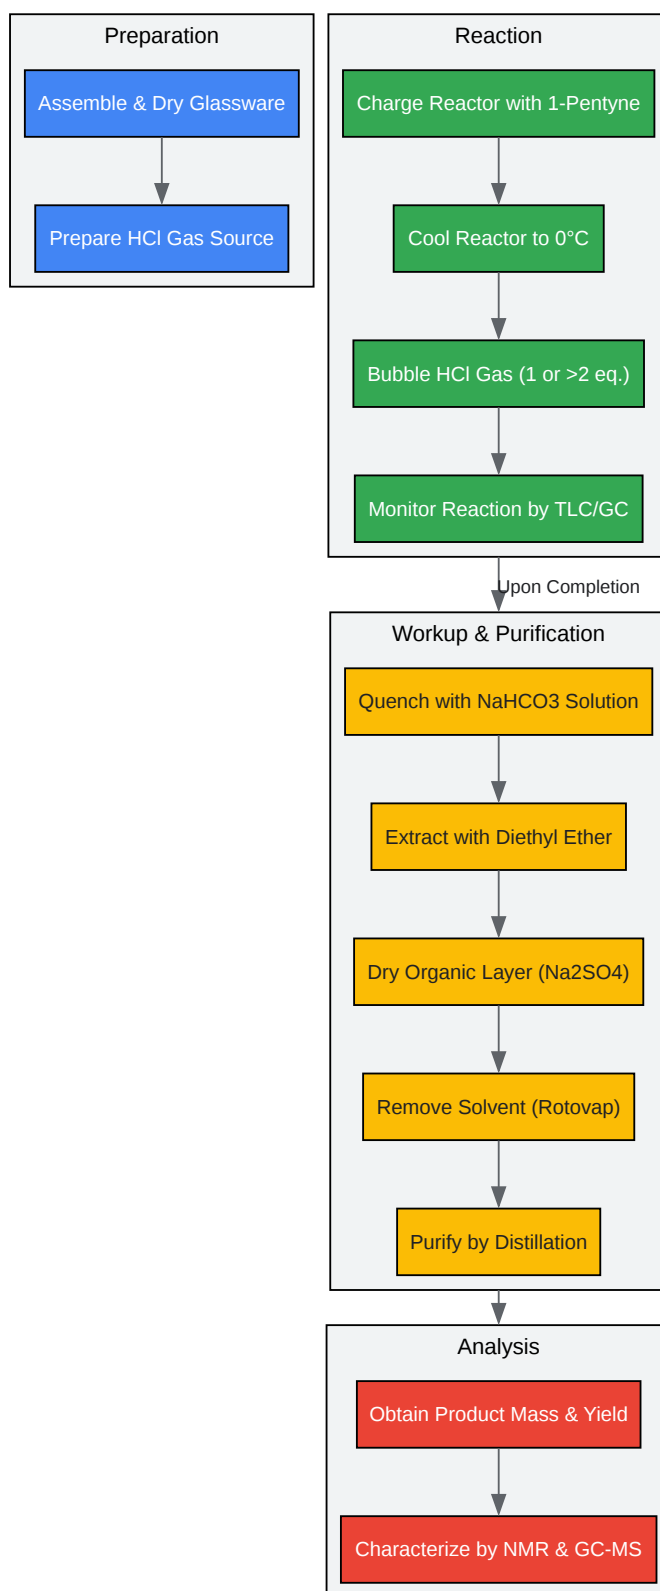 Preparation
Assemble & Dry Glassware
Prepare HCl Gas Source
Reaction
Charge Reactor with 1-Pentyne
Cool Reactor to 0°C
Bubble HCl Gas (1 or >2 eq.)
Monitor Reaction by TLC/GC
Upon Completion
Workup & Purification
Quench with NaHCO3 Solution
Extract with Diethyl Ether
Dry Organic Layer (Na2SO4)
Remove Solvent (Rotovap)
Purify by Distillation
Analysis
Obtain Product Mass & Yield
Characterize by NMR & GC-MS